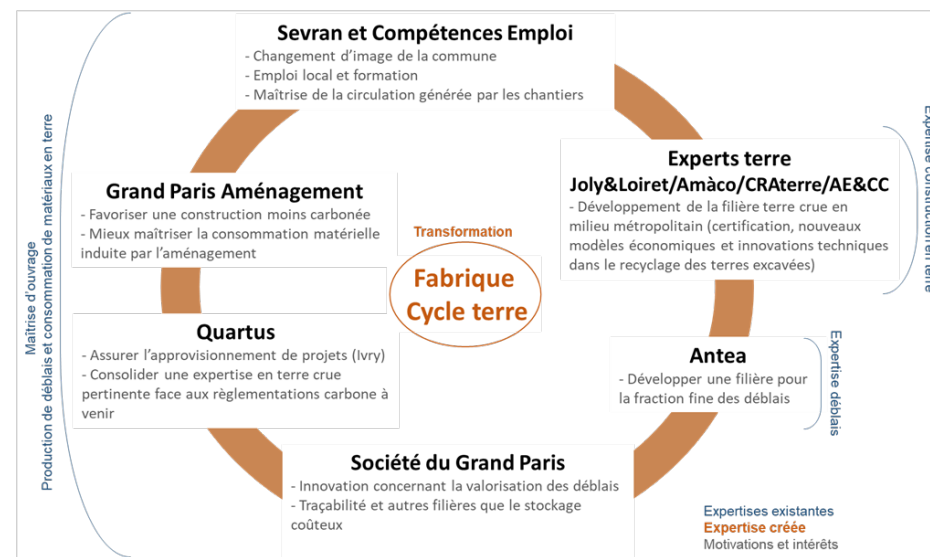 Sevran et Compétences Emploi
- Changement d'image de la commune
- Emploi local et formation
- Maîtrise de la circulation générée par les chantiers
Experts terre
Joly&Loiret/Amàco/CRAterre/AE&CC
- Développement de la filière terre crue en
milieu métropolitain (certification, nouveaux
modèles économiques et innovations techniques
dans le recyclage des terres excavées)
Expertise construction en terre
Grand Paris Aménagement
- Favoriser une construction moins carbonée
- Mieux maîtriser la consommation matérielle
induite par l'aménagement
Transformation
Fabrique
Cycle terre
Maîtrise d'ouvrage
Production de déblais et consommation de matériaux en terre
Quartus
- Assurer l'approvisionnement de projets (Ivry)
- Consolider une expertise en terre crue
pertinente face aux règlementations carbone à
venir
Antea
- Développer une filière pour
la fraction fine des déblais
Expertise déblais
Société du Grand Paris
- Innovation concernant la valorisation des déblais
- Traçabilité et autres filières que le stockage
coûteux
Expertises existantes
Expertise créée
Motivations et intérêts